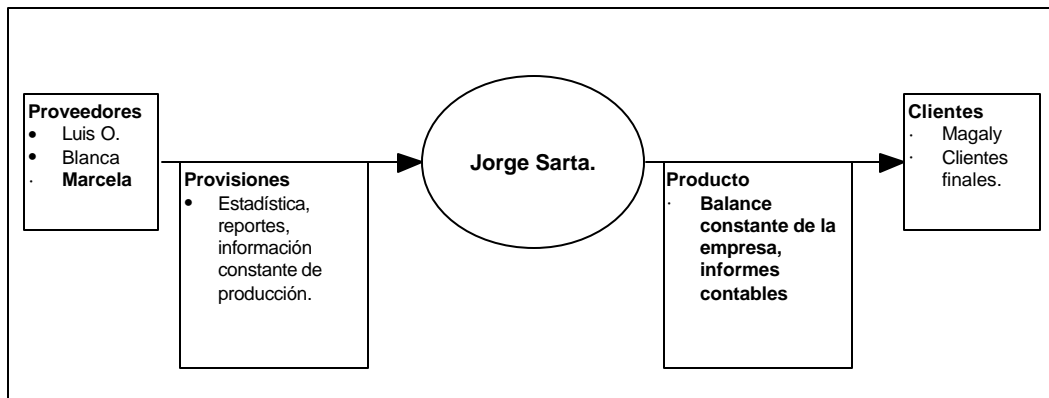 Proveedores
• Luis O.
• Blanca
· Marcela
Provisiones
• Estadística,
reportes,
información
constante de
producción.
Jorge Sarta.
Producto
· Balance
constante de la
empresa,
informes
contables
Clientes
· Magaly
· Clientes
finales.